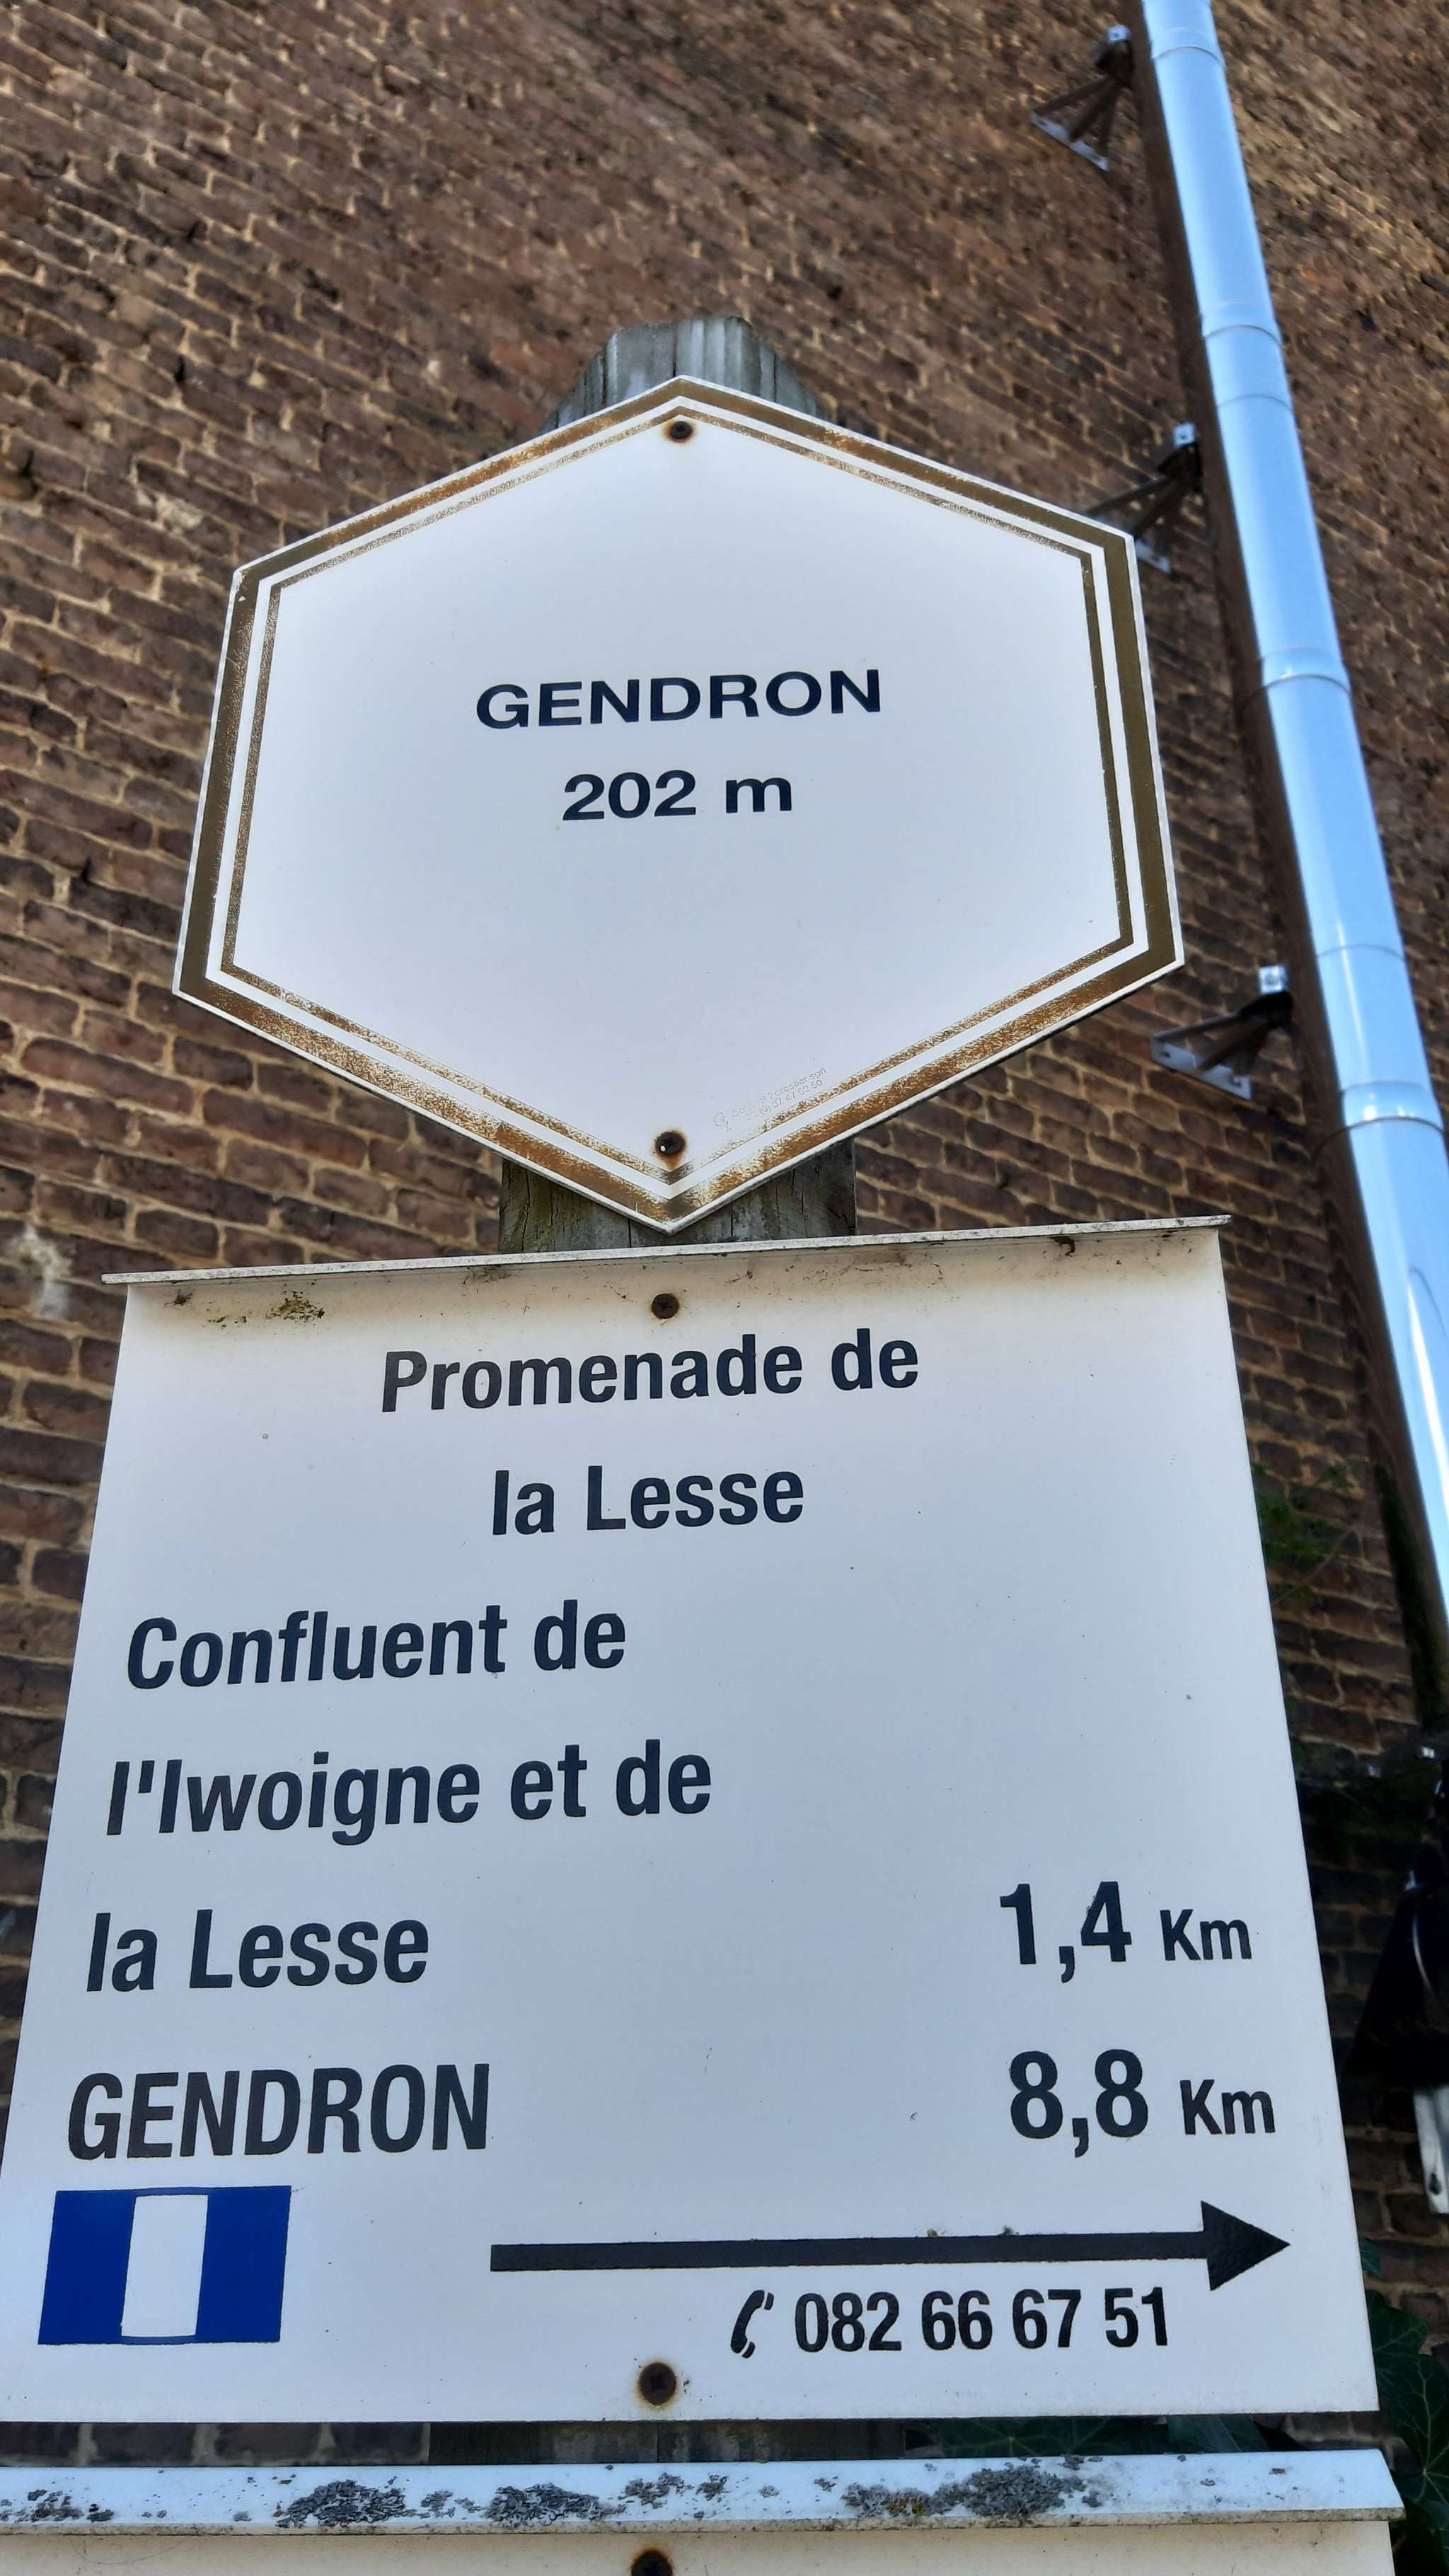 GENDRON
202 m
Promenade de
la Lesse
Confluent de
l'Iwoigne et de
la Lesse 1,4 Km
GENDRON 8,8 Km
082 66 67 51